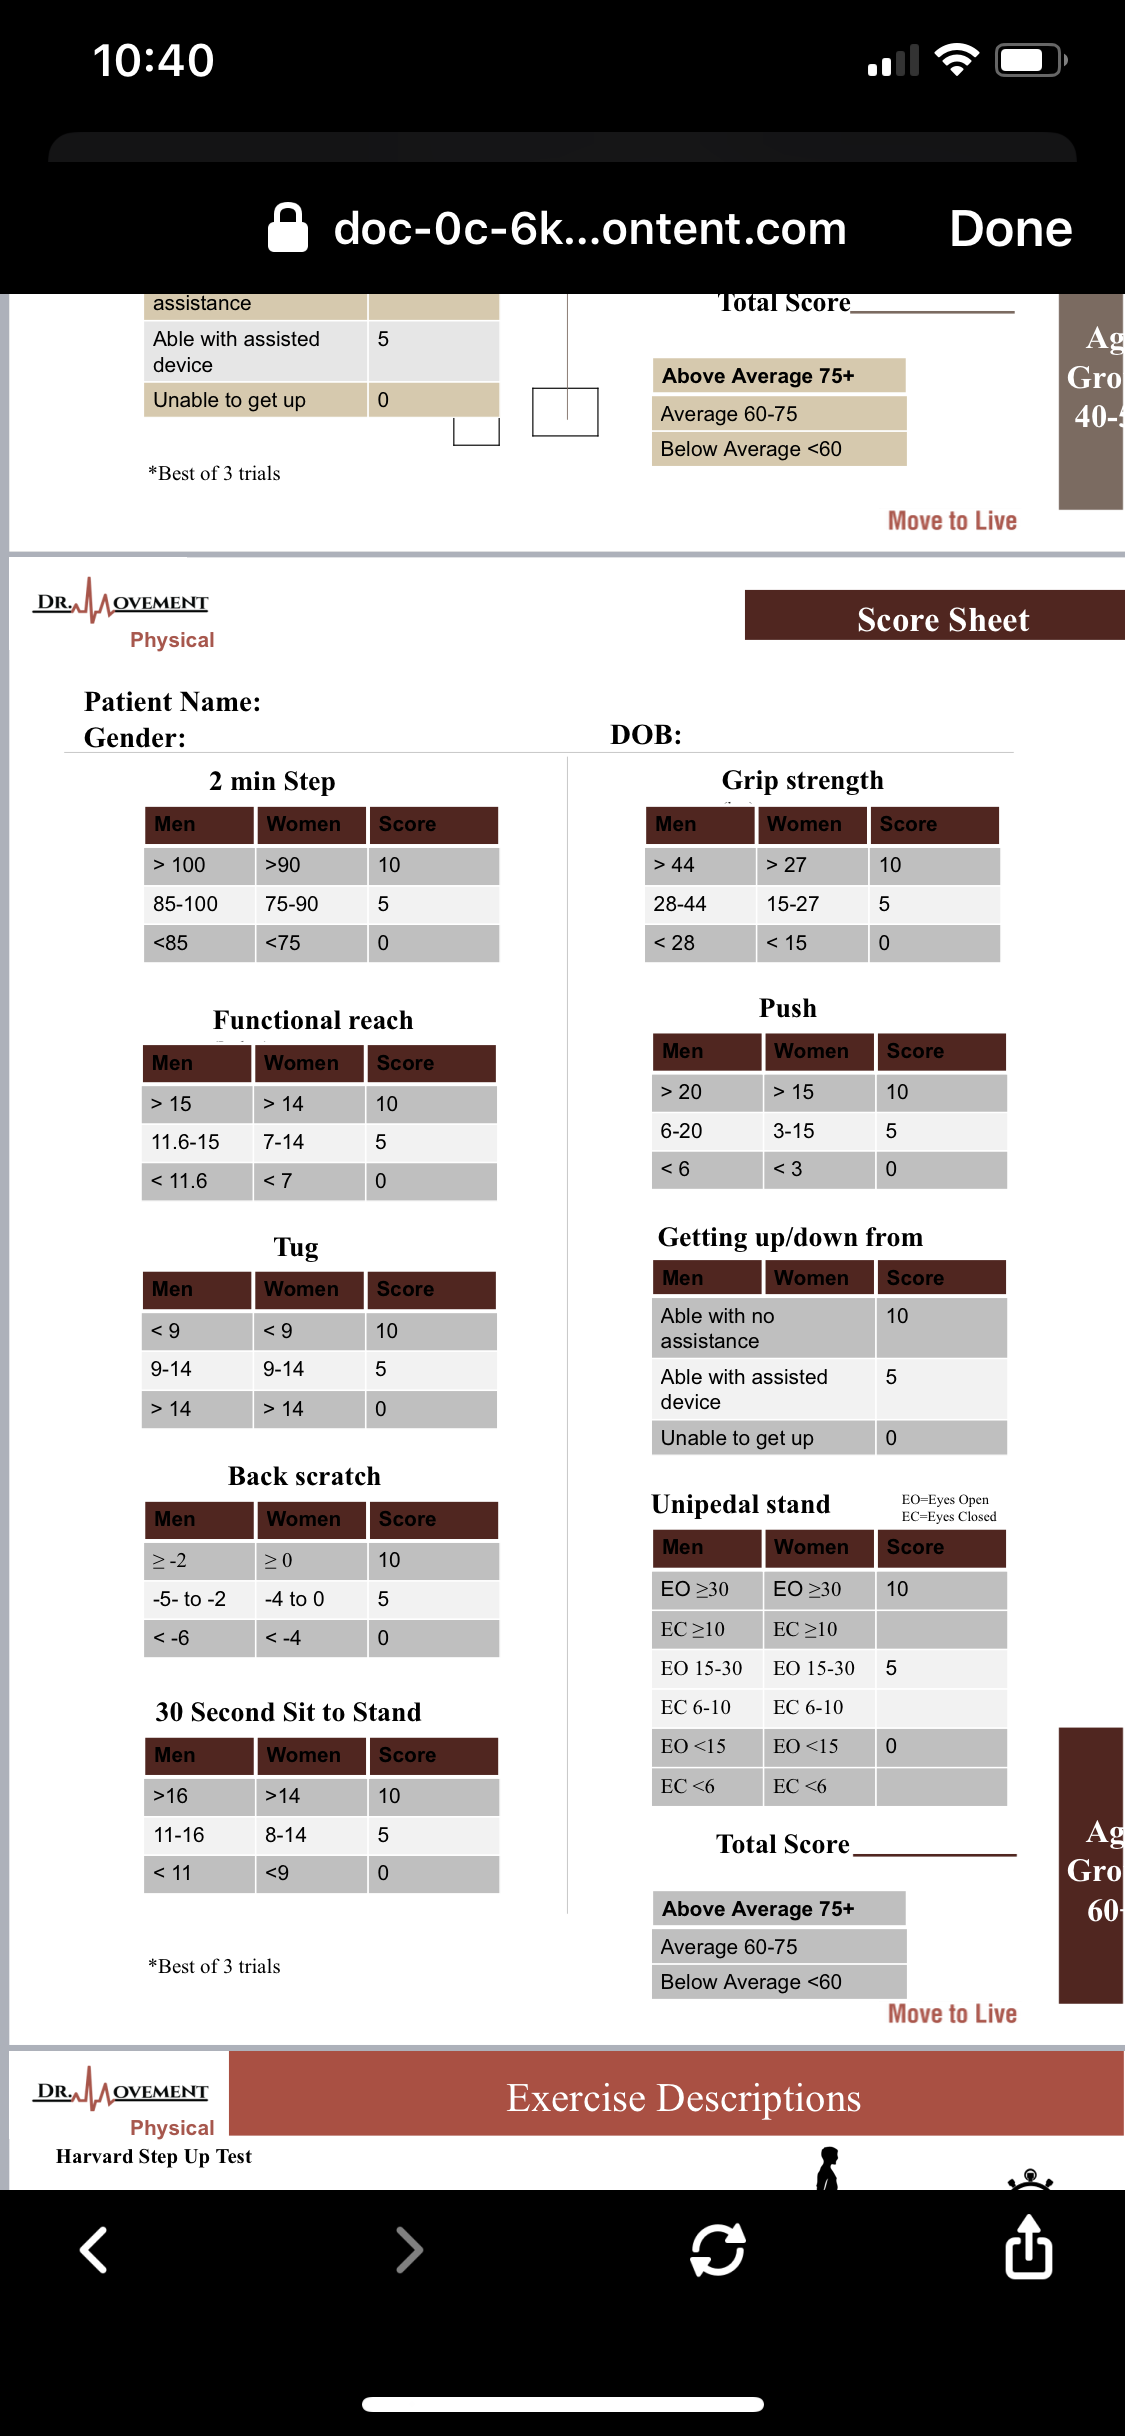 10:40
doc-0c-6k...ontent.com Done
assistance
Able with assisted device 5
Unable to get up 0
*Best of 3 trials
Total Score
Above Average 75+
Average 60-75
Below Average <60
Move to Live
Ag
Gro
40-
DR. MOVEMENT
Physical
Score Sheet
Patient Name:
Gender:
DOB:
2 min Step
Men Women Score
> 100 >90 10
85-100 75-90 5
<85 <75 0
Functional reach
Men Women Score
> 15 > 14 10
11.6-15 7-14 5
< 11.6 < 7 0
Tug
Men Women Score
< 9 < 9 10
9-14 9-14 5
> 14 > 14 0
Back scratch
Men Women Score
≥ -2 ≥ 0 10
-5- to -2 -4 to 0 5
< -6 < -4 0
30 Second Sit to Stand
Men Women Score
>16 >14 10
11-16 8-14 5
< 11 <9 0
*Best of 3 trials
Grip strength
Men Women Score
> 44 > 27 10
28-44 15-27 5
< 28 < 15 0
Push
Men Women Score
> 20 > 15 10
6-20 3-15 5
< 6 < 3 0
Getting up/down from
Men Women Score
Able with no assistance 10
Able with assisted device 5
Unable to get up 0
Unipedal stand
EO=Eyes Open
EC=Eyes Closed
Men Women Score
EO ≥30 EO ≥30 10
EC ≥10 EC ≥10
EO 15-30 EO 15-30 5
EC 6-10 EC 6-10
EO <15 EO <15 0
EC <6 EC <6
Total Score
Above Average 75+
Average 60-75
Below Average <60
Move to Live
Ag
Gro
60
DR. MOVEMENT
Physical
Exercise Descriptions
Harvard Step Up Test